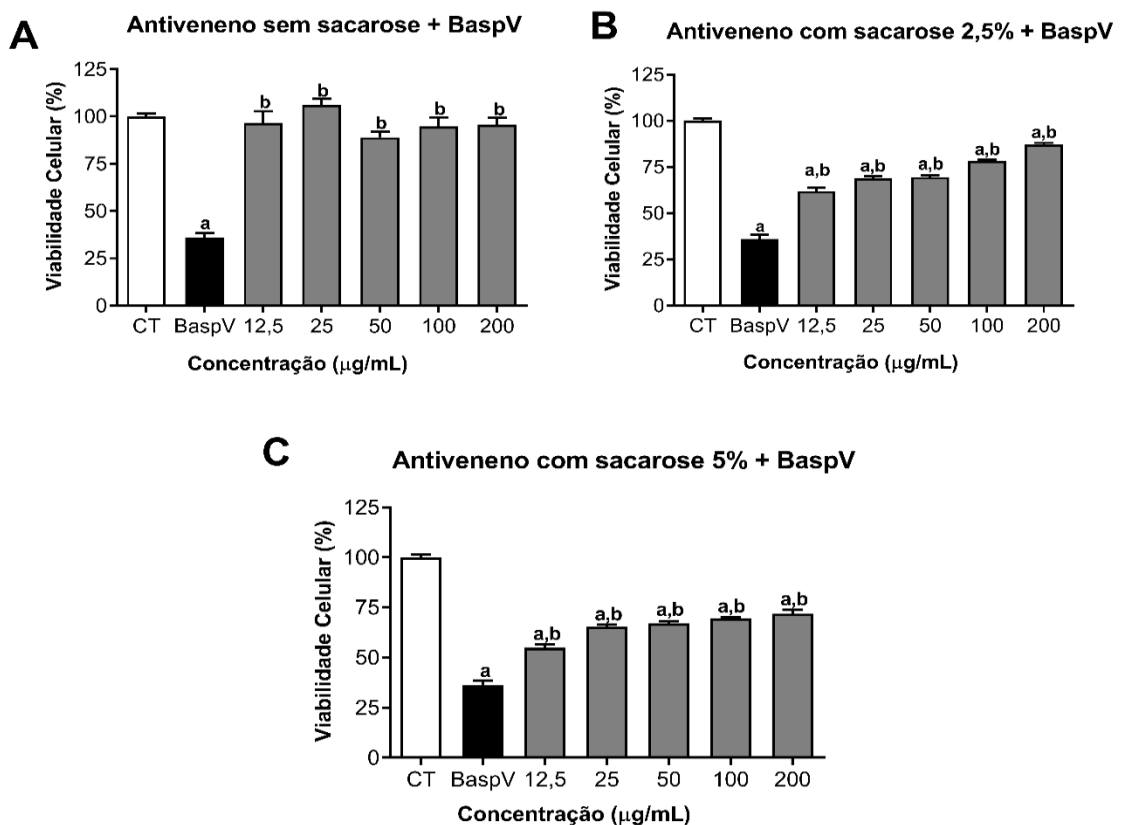 A
Antiveneno sem sacarose + BaspV
Viabilidade Celular (%)
125
100
75
50
25
0
a
b
b
b
b
b
CT BaspV 12,5 25 50 100 200
Concentração (μg/mL)
B
Antiveneno com sacarose 2,5% + BaspV
Viabilidade Celular (%)
125
100
75
50
25
0
a
a,b
a,b
a,b
a,b
a,b
CT BaspV 12,5 25 50 100 200
Concentração (μg/mL)
C
Antiveneno com sacarose 5% + BaspV
Viabilidade Celular (%)
125
100
75
50
25
0
a
a,b
a,b
a,b
a,b
a,b
CT BaspV 12,5 25 50 100 200
Concentração (μg/mL)